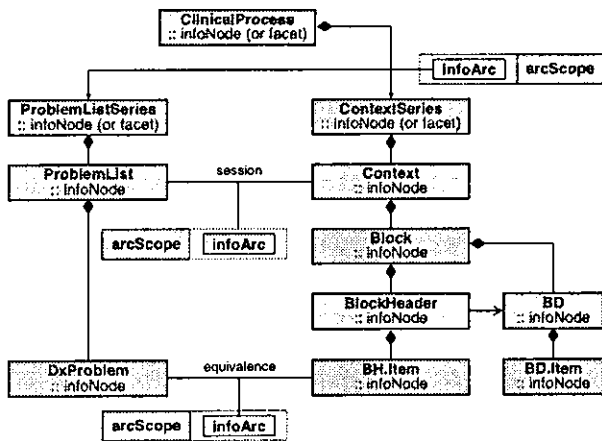 ClinicalProcess
:: infoNode (or facet)
infoArc
arcScope
ProblemListSeries
:: infoNode (or facet)
ContextSeries
:: infoNode (or facet)
ProblemList
:: infoNode
session
Context
:: infoNode
arcScope
infoArc
Block
:: infoNode
BlockHeader
:: infoNode
BD
:: infoNode
DxProblem
:: infoNode
equivalence
BH.Item
:: infoNode
BD.Item
:: infoNode
arcScope
infoArc